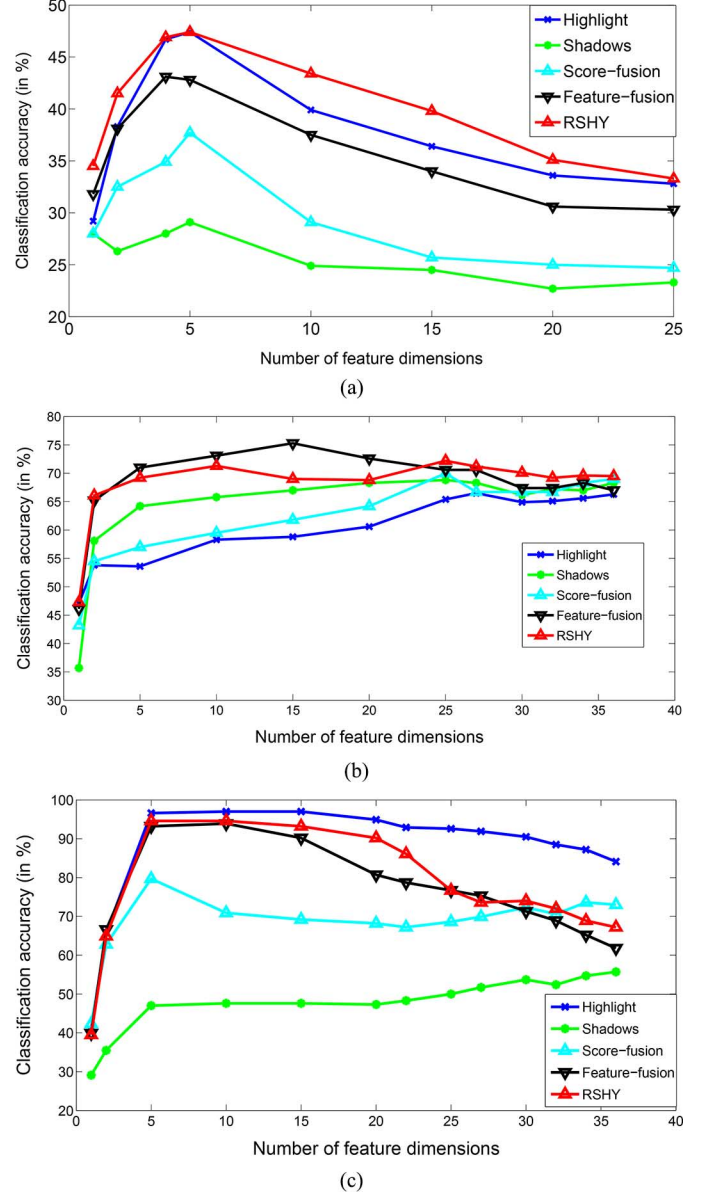 50
45
40
35
30
25
20
0
5
10
15
20
25
Classification accuracy (in %)
Number of feature dimensions
Highlight
Shadows
Score-fusion
Feature-fusion
RSHY
(a)
80
75
70
65
60
55
50
45
40
35
30
0
5
10
15
20
25
30
35
40
Classification accuracy (in %)
Number of feature dimensions
Highlight
Shadows
Score-fusion
Feature-fusion
RSHY
(b)
100
90
80
70
60
50
40
30
20
0
5
10
15
20
25
30
35
40
Classification accuracy (in %)
Number of feature dimensions
Highlight
Shadows
Score-fusion
Feature-fusion
RSHY
(c)